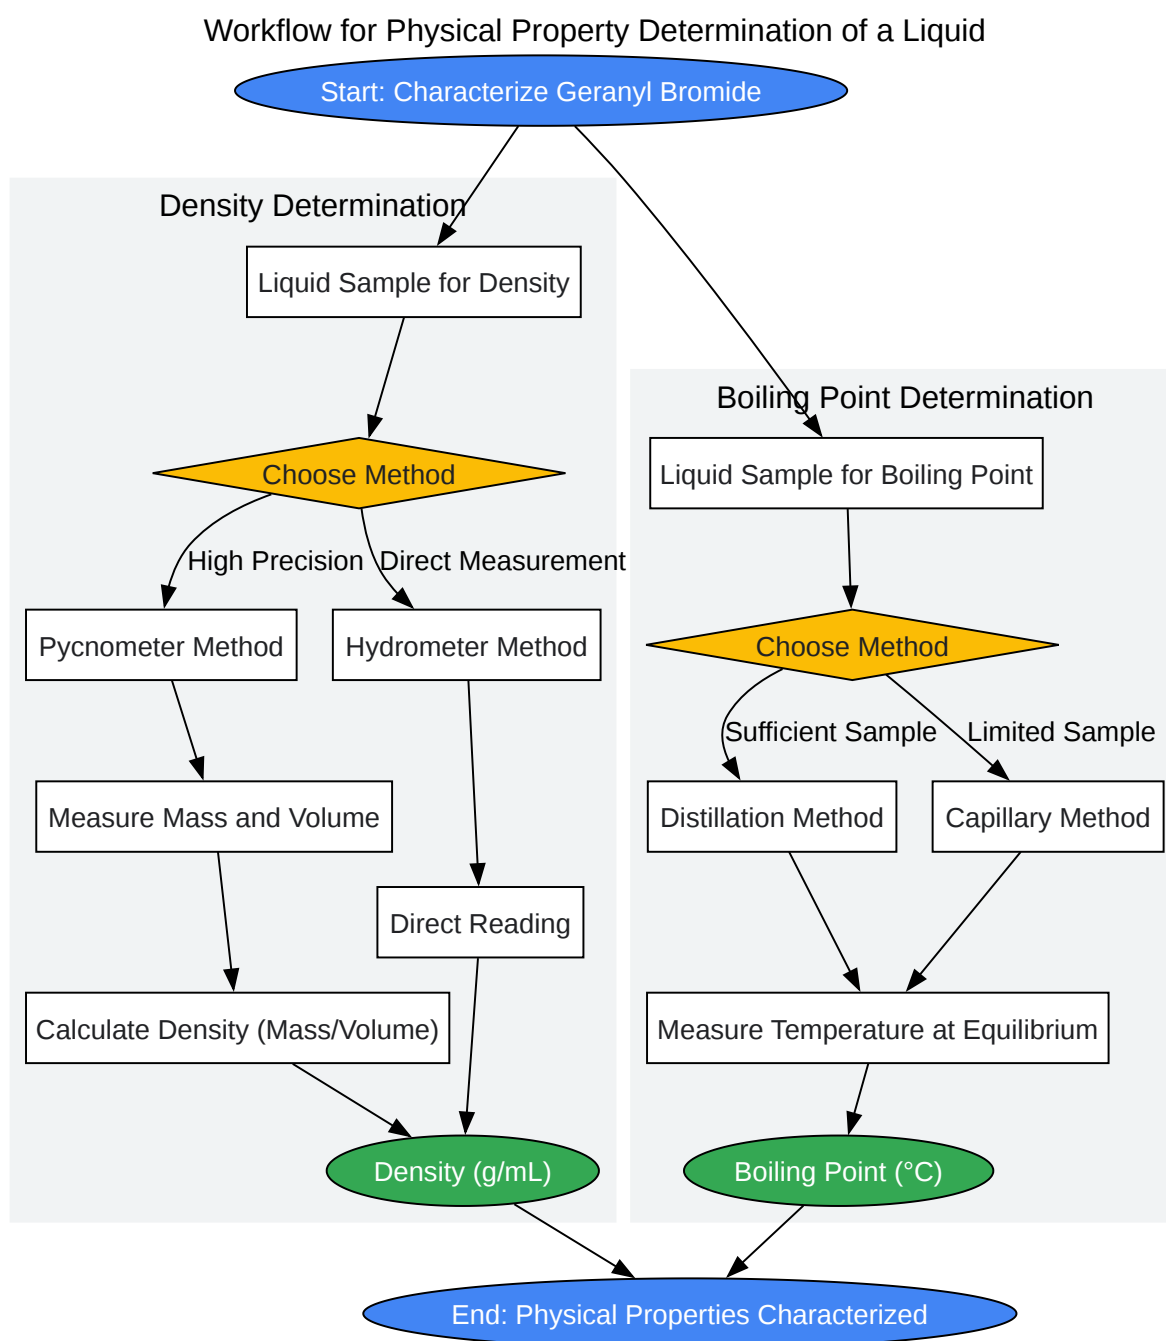 Workflow for Physical Property Determination of a Liquid
Start: Characterize Geranyl Bromide
Density Determination
Liquid Sample for Density
Choose Method
High Precision
Direct Measurement
Pycnometer Method
Hydrometer Method
Measure Mass and Volume
Direct Reading
Calculate Density (Mass/Volume)
Density (g/mL)
Boiling Point Determination
Liquid Sample for Boiling Point
Choose Method
Sufficient Sample
Limited Sample
Distillation Method
Capillary Method
Measure Temperature at Equilibrium
Boiling Point (°C)
End: Physical Properties Characterized